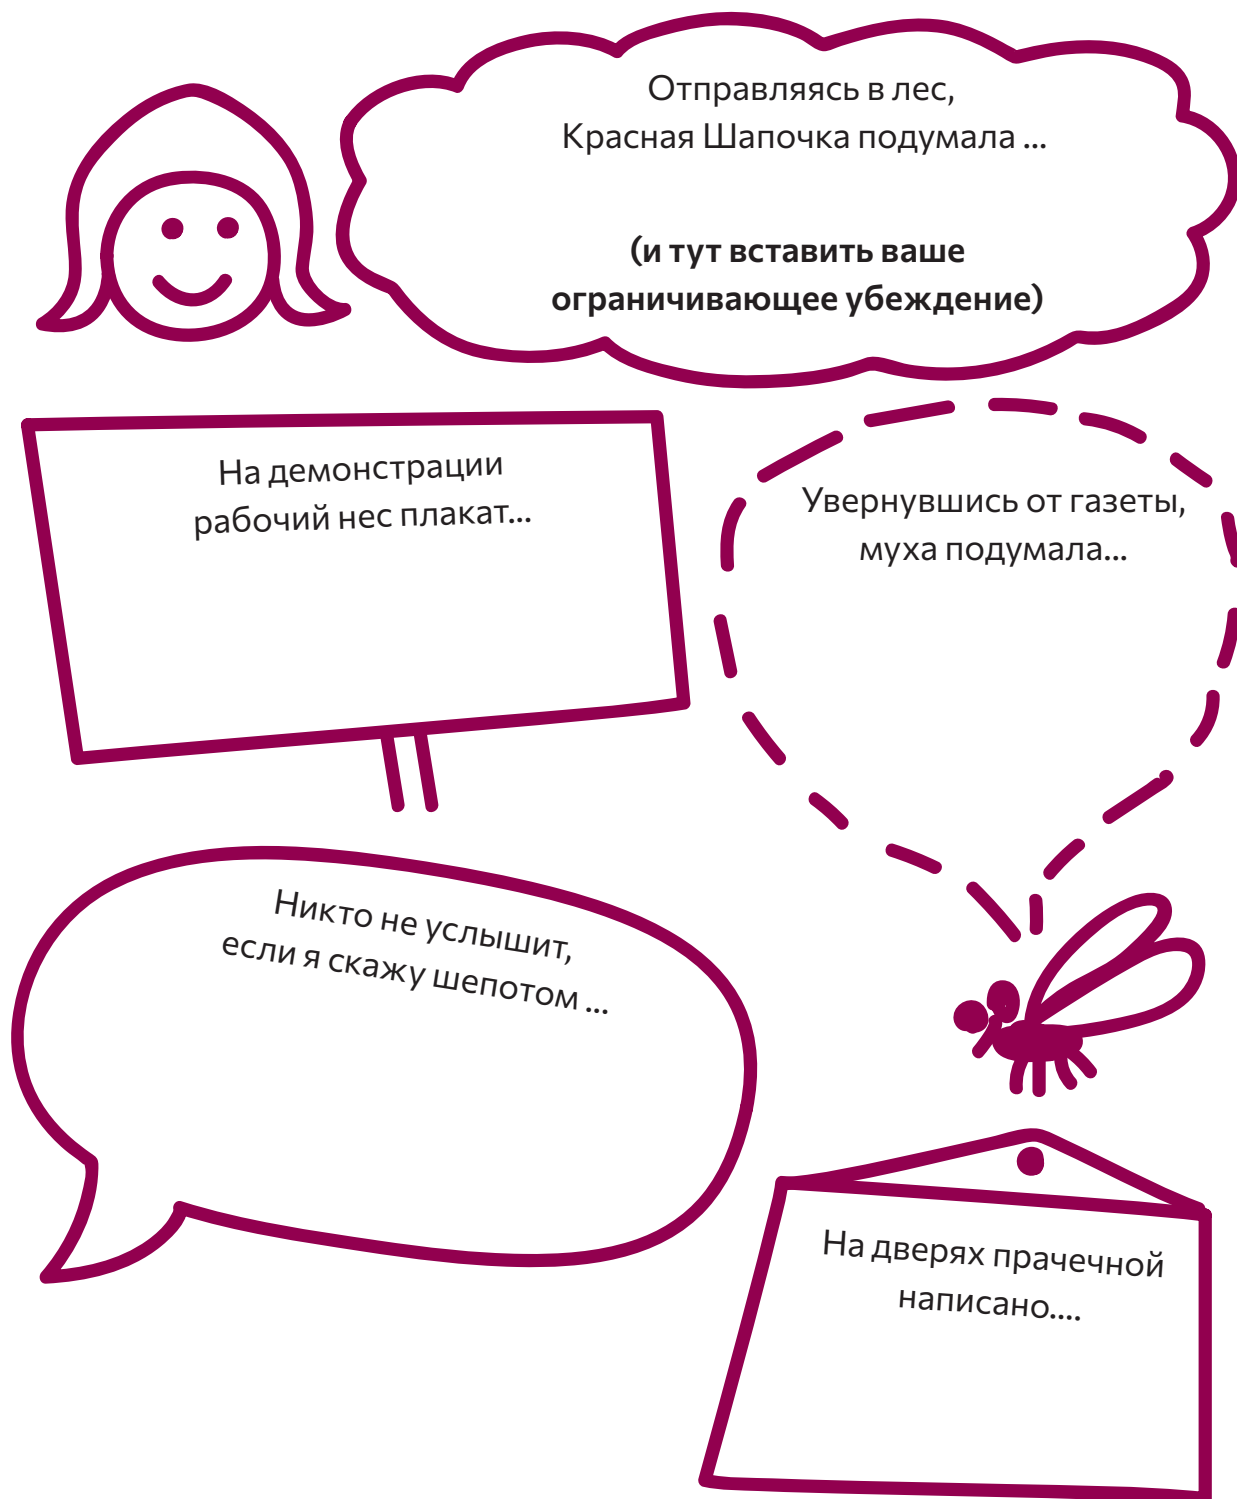 Отправляясь в лес,
Красная Шапочка подумала ...
(и тут вставить ваше
ограничивающее убеждение)
На демонстрации
рабочий нес плакат...
Увернувшись от газеты,
муха подумала...
Никто не услышит,
если я скажу шепотом ...
На дверях прачечной
написано....